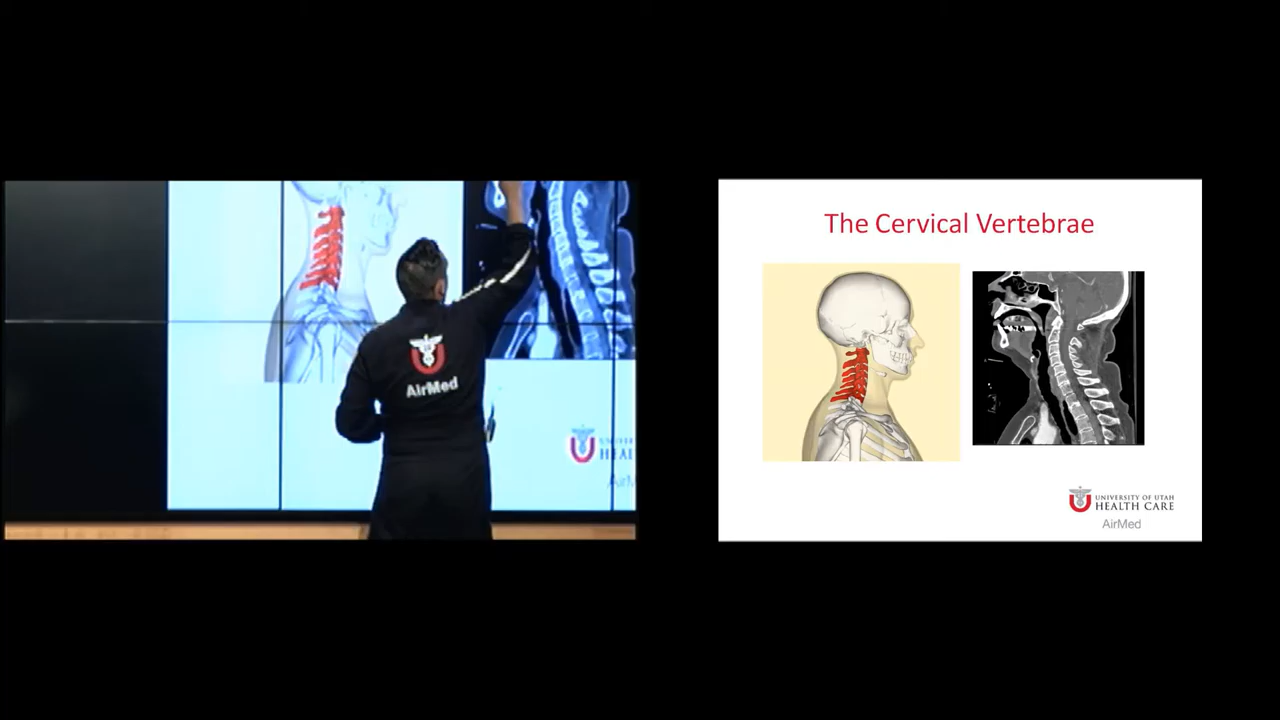 AirMed
The Cervical Vertebrae
UNIVERSITY OF UTAH
HEALTH CARE
AirMed